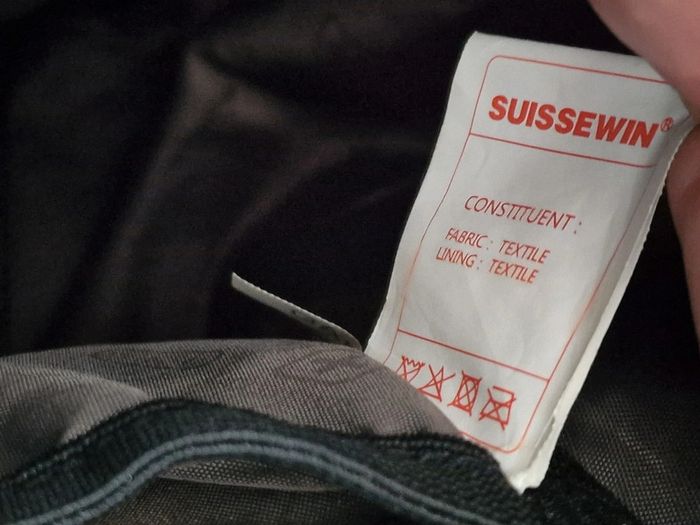 SUISSEWIN®
CONSTITUENT :
FABRIC : TEXTILE
LINING : TEXTILE